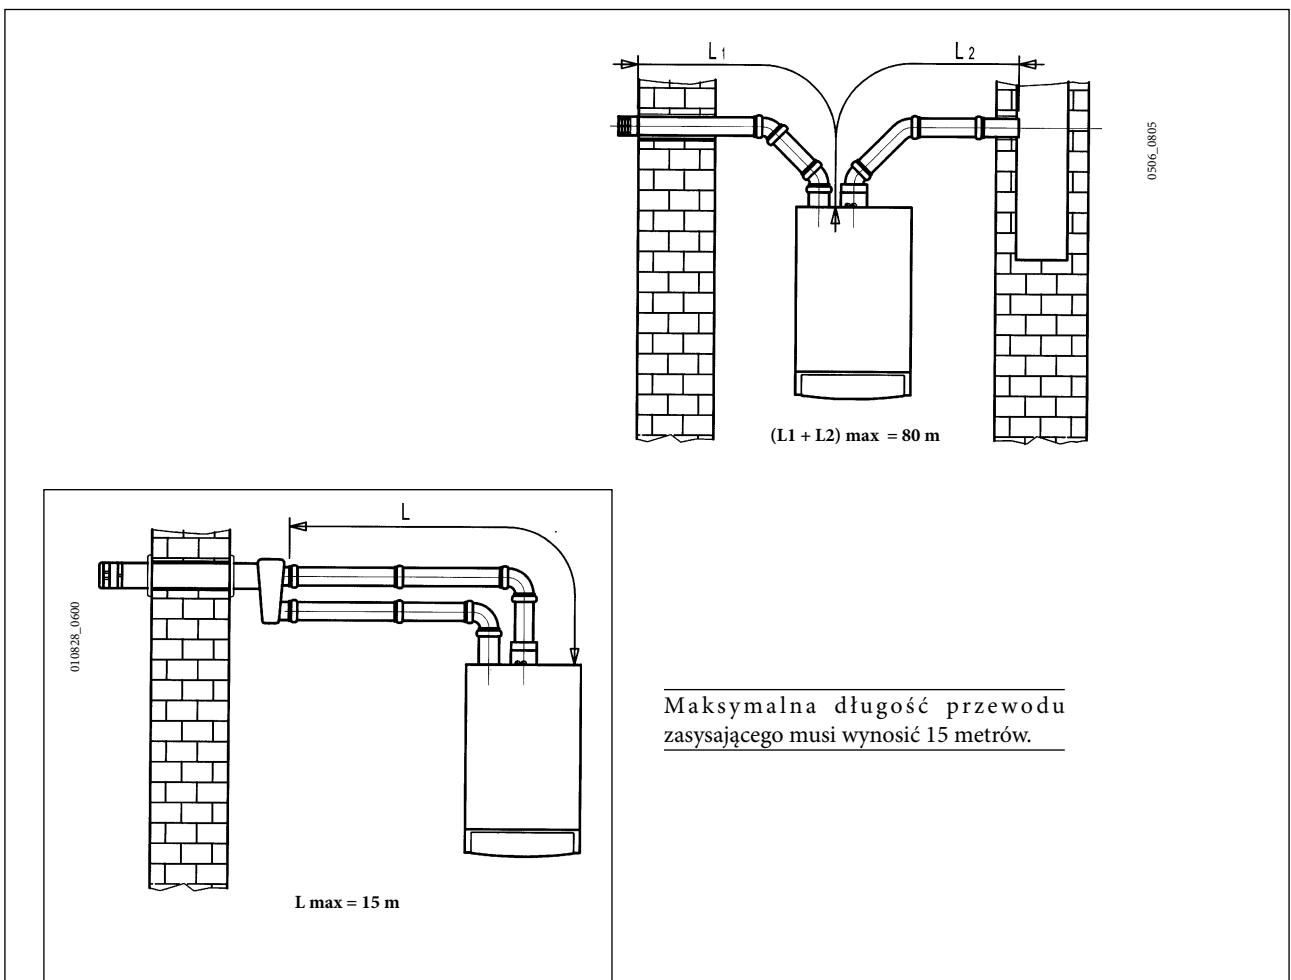 L1
L2
0506_0805
(L1 + L2) max = 80 m
L
010828_0600
L max = 15 m
Maksymalna długość przewodu
zasysającego musi wynosić 15 metrów.